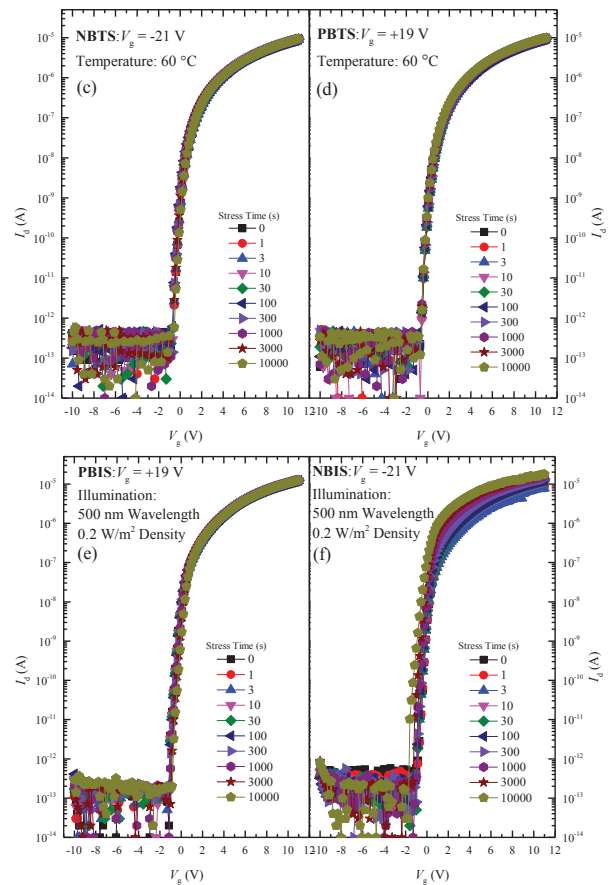 NBTS: Vg = -21 V
Temperature: 60 °C
(c)
PBTS: Vg = +19 V
Temperature: 60 °C
(d)
10-5
10-6
10-7
10-8
10-9
10-10
10-11
10-12
10-13
10-14
Id (A)
Stress Time (s)
0
1
3
10
30
100
300
1000
3000
10000
Stress Time (s)
0
1
3
10
30
100
300
1000
3000
10000
10-5
10-6
10-7
10-8
10-9
10-10
10-11
10-12
10-13
10-14
Id (A)
-10 -8 -6 -4 -2 0 2 4 6 8 10 12
-10 -8 -6 -4 -2 0 2 4 6 8 10 12
Vg (V)
Vg (V)
PBIS: Vg = +19 V
Illumination:
500 nm Wavelength
0.2 W/m² Density
(e)
NBIS: Vg = -21 V
Illumination:
500 nm Wavelength
0.2 W/m² Density
(f)
10-5
10-6
10-7
10-8
10-9
10-10
10-11
10-12
10-13
10-14
Id (A)
Stress Time (s)
0
1
3
10
30
100
300
1000
3000
10000
Stress Time (s)
0
1
3
10
30
100
300
1000
3000
10000
10-5
10-6
10-7
10-8
10-9
10-10
10-11
10-12
10-13
10-14
Id (A)
-10 -8 -6 -4 -2 0 2 4 6 8 10 12
-10 -8 -6 -4 -2 0 2 4 6 8 10 12
Vg (V)
Vg (V)